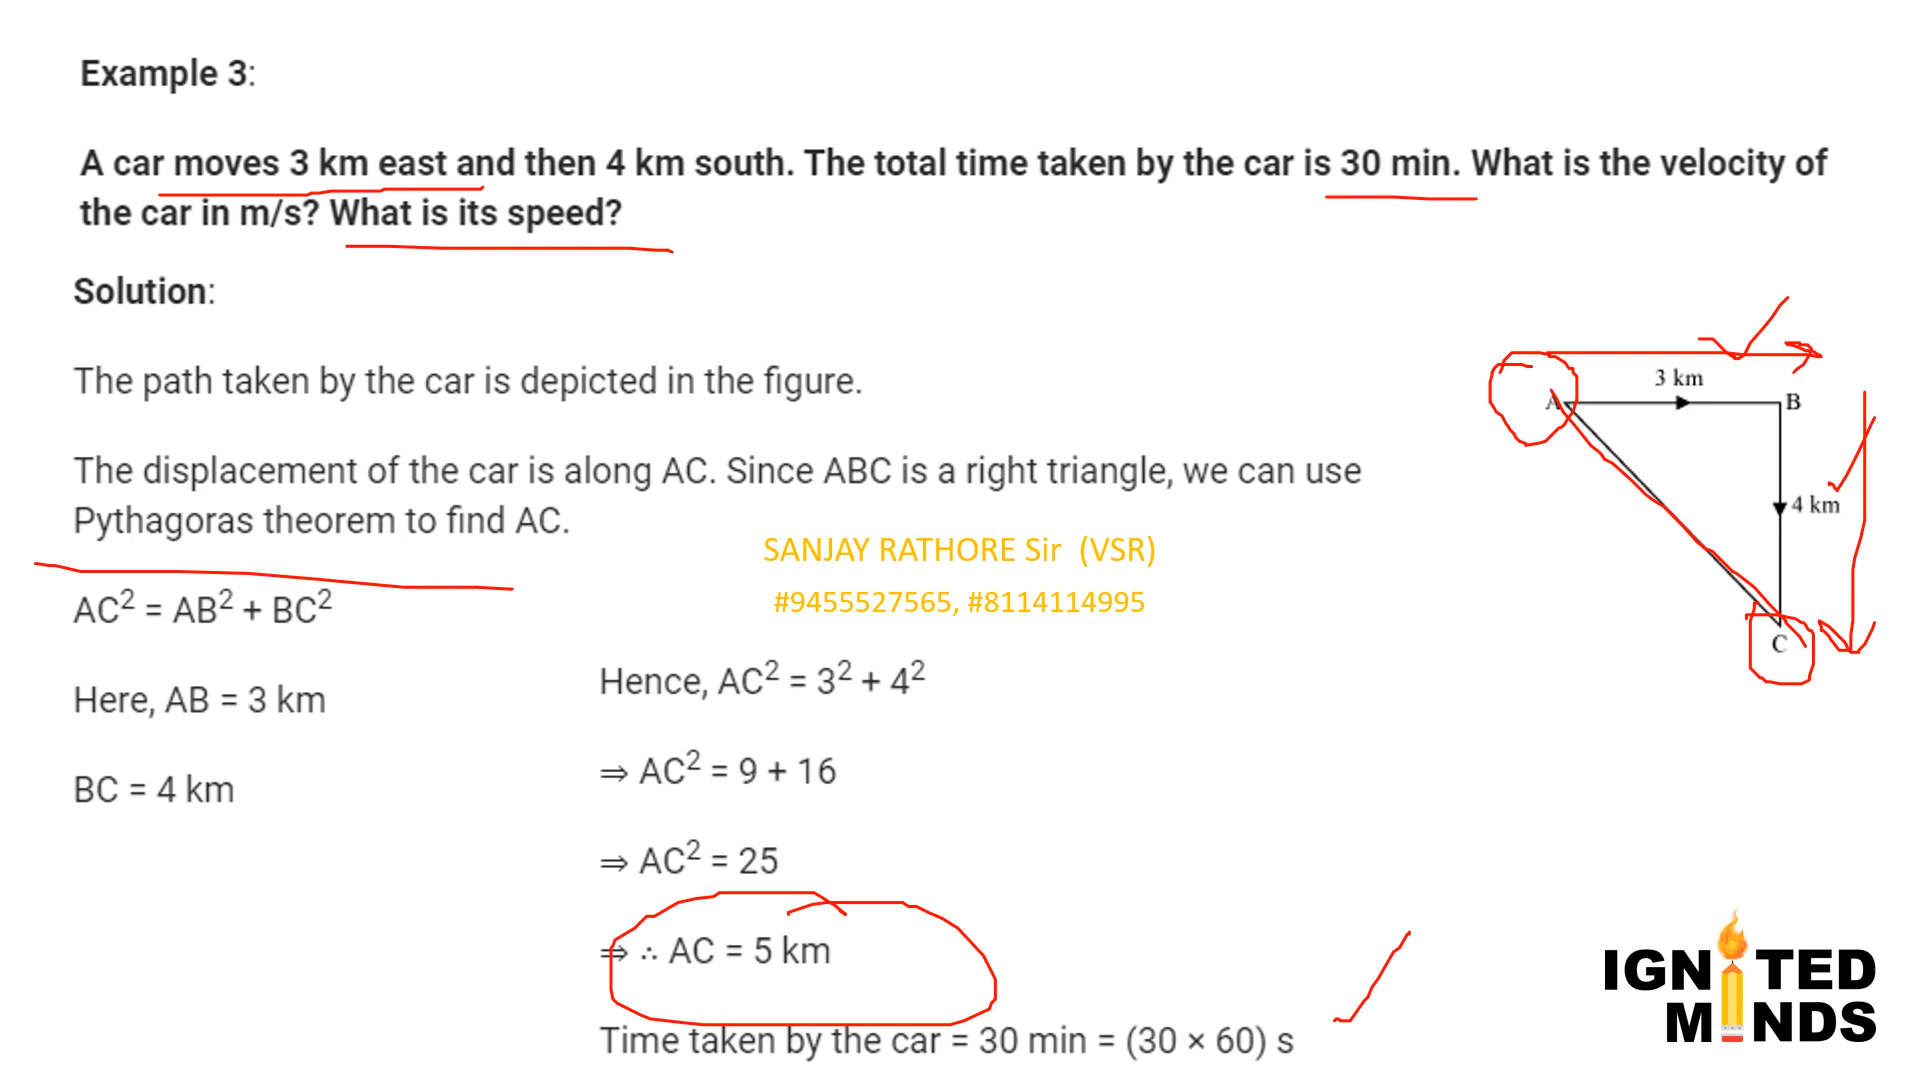 Example 3:
A car moves 3 km east and then 4 km south. The total time taken by the car is 30 min. What is the velocity of
the car in m/s? What is its speed?
Solution:
The path taken by the car is depicted in the figure.
3 km
A
B
4 km
C
The displacement of the car is along AC. Since ABC is a right triangle, we can use
Pythagoras theorem to find AC.
SANJAY RATHORE Sir (VSR)
#9455527565, #8114114995
AC² = AB² + BC²
Here, AB = 3 km
BC = 4 km
Hence, AC² = 3² + 4²
⇒ AC² = 9 + 16
⇒ AC² = 25
⇒ ∴ AC = 5 km
Time taken by the car = 30 min = (30 × 60) s
IGNITED
MINDS